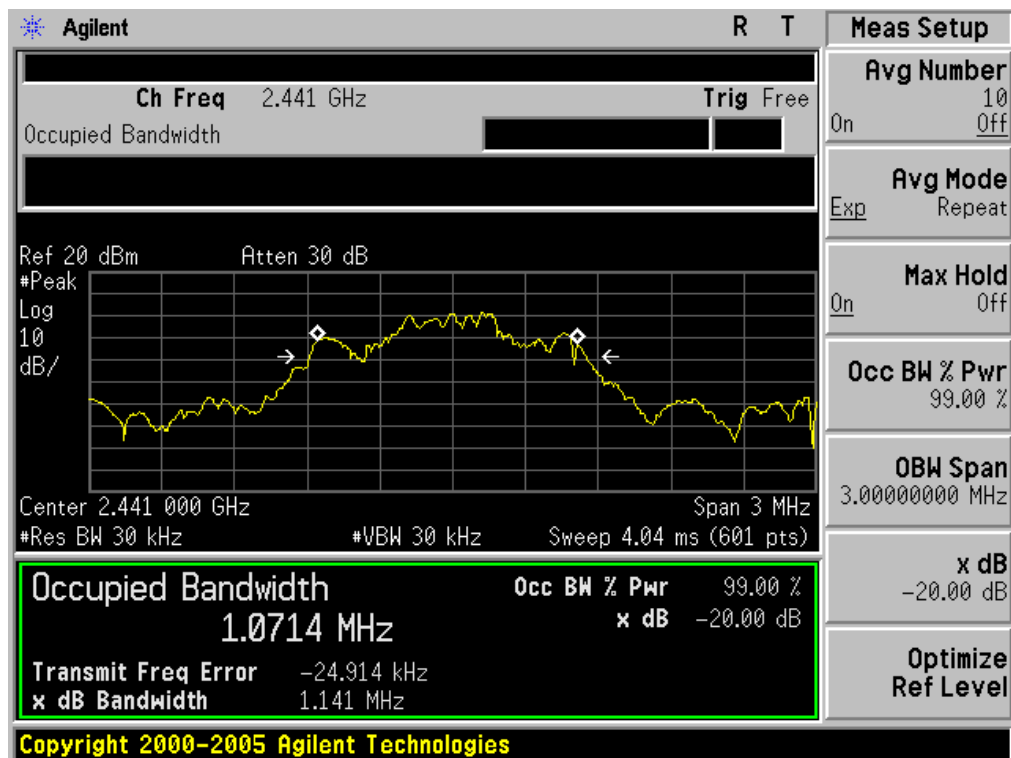 Agilent R T
Meas Setup
Ch Freq 2.441 GHz Trig Free
Occupied Bandwidth
Ref 20 dBm Atten 30 dB
#Peak
Log
10
dB/
Center 2.441 000 GHz Span 3 MHz
#Res BW 30 kHz #VBW 30 kHz Sweep 4.04 ms (601 pts)
Occupied Bandwidth Occ BW % Pwr 99.00 %
1.0714 MHz x dB -20.00 dB
Transmit Freq Error -24.914 kHz
x dB Bandwidth 1.141 MHz
Avg Number
10
On Off
Avg Mode
Exp Repeat
Max Hold
On Off
Occ BW % Pwr
99.00 %
OBW Span
3.00000000 MHz
x dB
-20.00 dB
Optimize
Ref Level
Copyright 2000-2005 Agilent Technologies